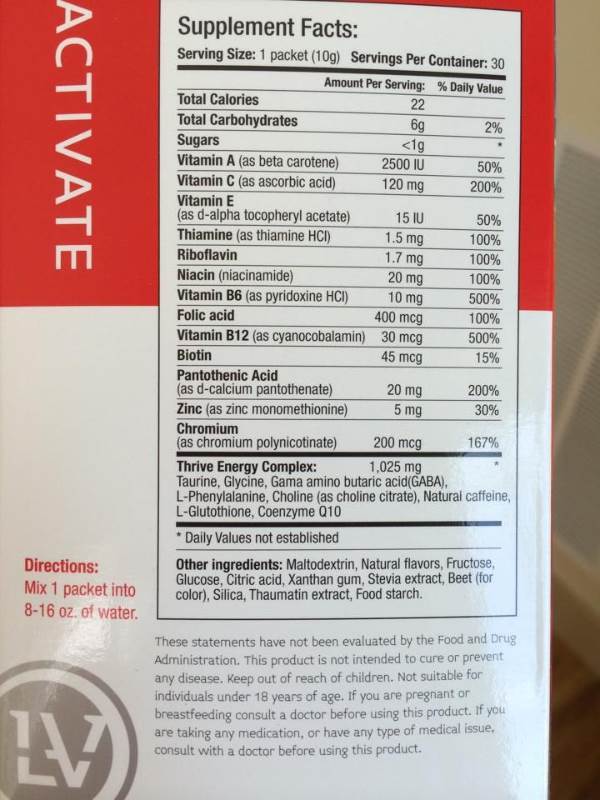 ACTIVATE
Supplement Facts:
Serving Size: 1 packet (10g) Servings Per Container: 30
Amount Per Serving: % Daily Value
Total Calories 22
Total Carbohydrates 6g 2%
Sugars <1g *
Vitamin A (as beta carotene) 2500 IU 50%
Vitamin C (as ascorbic acid) 120 mg 200%
Vitamin E
(as d-alpha tocopheryl acetate) 15 IU 50%
Thiamine (as thiamine HCI) 1.5 mg 100%
Riboflavin 1.7 mg 100%
Niacin (niacinamide) 20 mg 100%
Vitamin B6 (as pyridoxine HCI) 10 mg 500%
Folic acid 400 mcg 100%
Vitamin B12 (as cyanocobalamin) 30 mcg 500%
Biotin 45 mcg 15%
Pantothenic Acid
(as d-calcium pantothenate) 20 mg 200%
Zinc (as zinc monomethionine) 5 mg 30%
Chromium
(as chromium polynicotinate) 200 mcg 167%
Thrive Energy Complex: 1,025 mg *
Taurine, Glycine, Gama amino butaric acid(GABA),
L-Phenylalanine, Choline (as choline citrate), Natural caffeine,
L-Glutothione, Coenzyme Q10
* Daily Values not established
Other ingredients: Maltodextrin, Natural flavors, Fructose,
Glucose, Citric acid, Xanthan gum, Stevia extract, Beet (for
color), Silica, Thaumatin extract, Food starch.
Directions:
Mix 1 packet into
8-16 oz. of water.
These statements have not been evaluated by the Food and Drug
Administration. This product is not intended to cure or prevent
any disease. Keep out of reach of children. Not suitable for
individuals under 18 years of age. If you are pregnant or
breastfeeding consult a doctor before using this product. If you
are taking any medication, or have any type of medical issue,
consult with a doctor before using this product.
LV